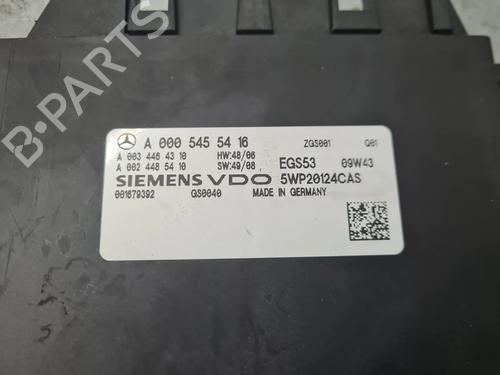 A 000 545 54 16 ZGS001 Q01
A 003 446 43 10 HW:48/06 EGS53 09W43
A 002 448 54 10 SW:49/08
SIEMENS VDO 5WP20124CAS
001679392 GS0040 MADE IN GERMANY
B-PARTS